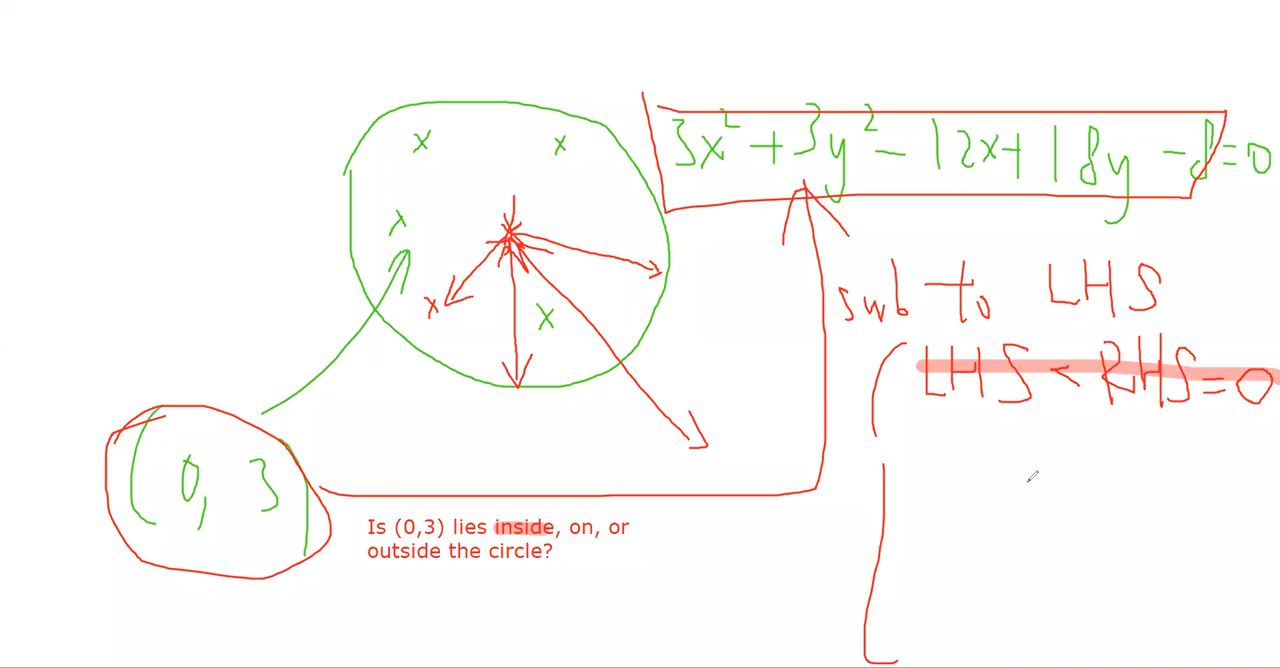 x x
3x² + 3y² - 12x + 18y - 8 = 0
x
x
x
sub to LHS
LHS < RHS = 0
(0, 3)
Is (0,3) lies inside, on, or
outside the circle?